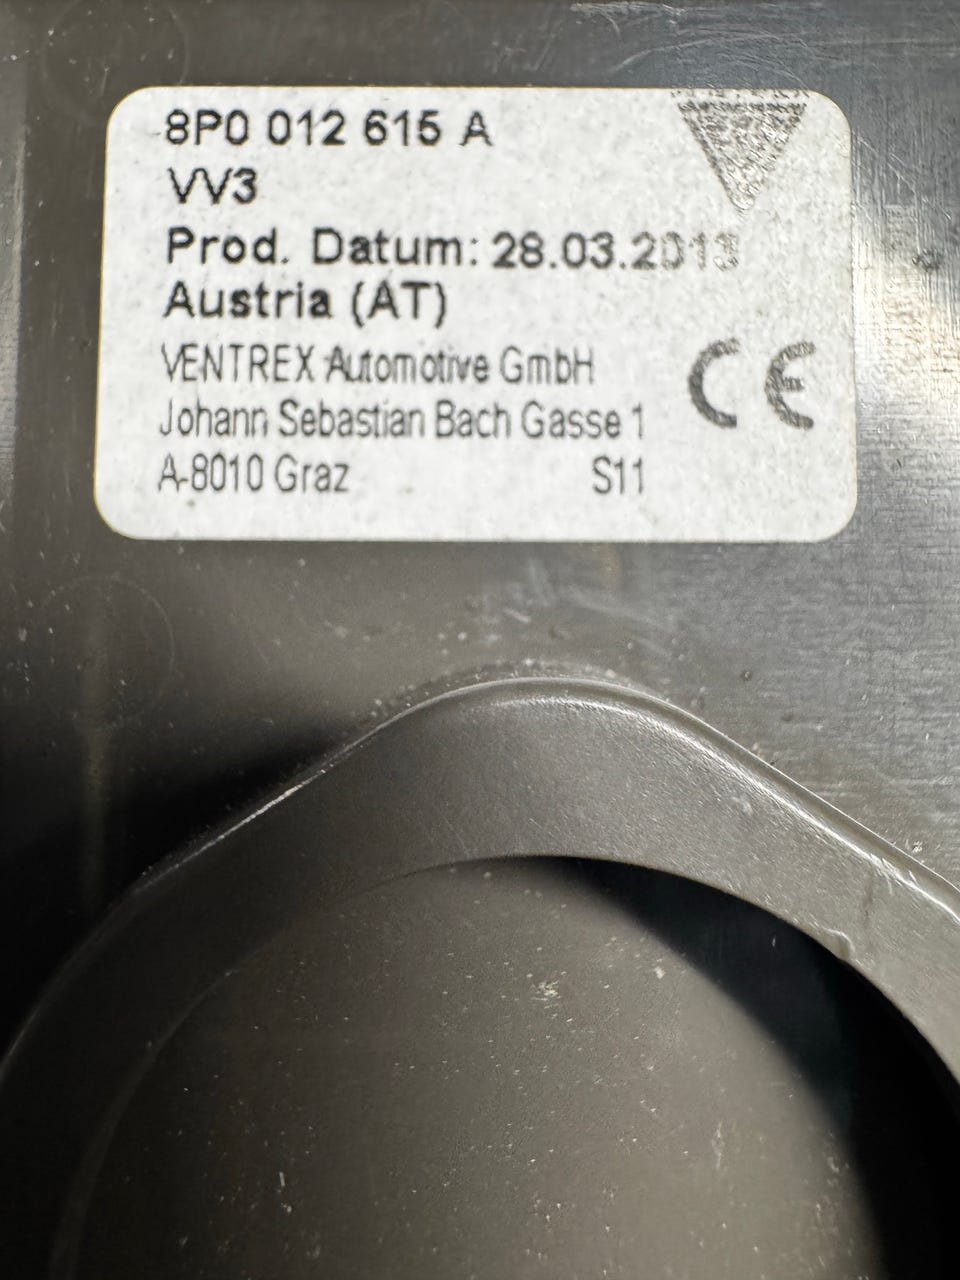 8P0 012 615 A
VV3
Prod. Datum: 28.03.2013
Austria (AT)
VENTREX Automotive GmbH
Johann Sebastian Bach Gasse 1
A-8010 Graz
S11
CE